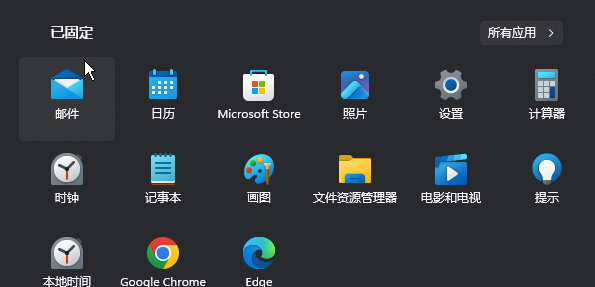 已固定 所有应用
邮件 日历 Microsoft Store 照片 设置 计算器
时钟 记事本 画图 文件资源管理器 电影和电视 提示
本地时间 Google Chrome Edge